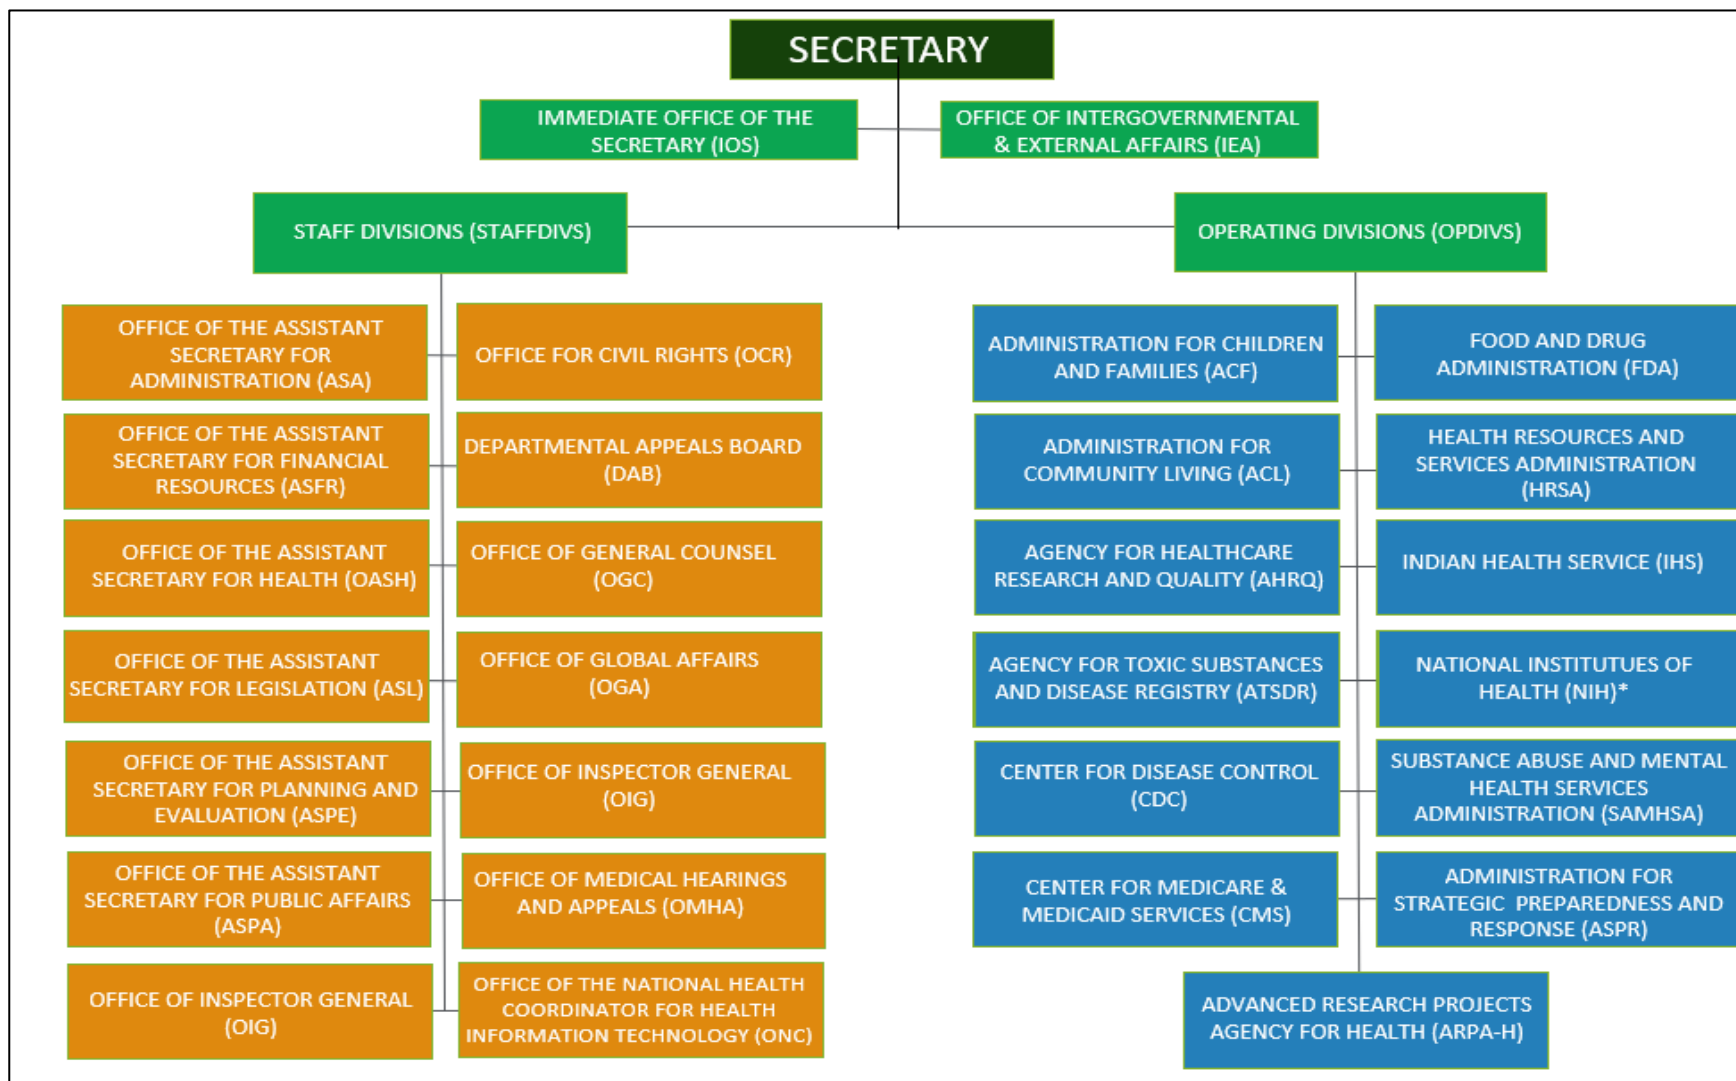 SECRETARY
IMMEDIATE OFFICE OF THE
SECRETARY (IOS)
OFFICE OF INTERGOVERNMENTAL
& EXTERNAL AFFAIRS (IEA)
STAFF DIVISIONS (STAFFDIVS)
OPERATING DIVISIONS (OPDIVS)
OFFICE OF THE ASSISTANT
SECRETARY FOR
ADMINISTRATION (ASA)
OFFICE FOR CIVIL RIGHTS (OCR)
OFFICE OF THE ASSISTANT
SECRETARY FOR FINANCIAL
RESOURCES (ASFR)
DEPARTMENTAL APPEALS BOARD
(DAB)
OFFICE OF THE ASSISTANT
SECRETARY FOR HEALTH (OASH)
OFFICE OF GENERAL COUNSEL
(OGC)
OFFICE OF THE ASSISTANT
SECRETARY FOR LEGISLATION (ASL)
OFFICE OF GLOBAL AFFAIRS
(OGA)
OFFICE OF THE ASSISTANT
SECRETARY FOR PLANNING AND
EVALUATION (ASPE)
OFFICE OF INSPECTOR GENERAL
(OIG)
OFFICE OF THE ASSISTANT
SECRETARY FOR PUBLIC AFFAIRS
(ASPA)
OFFICE OF MEDICAL HEARINGS
AND APPEALS (OMHA)
OFFICE OF INSPECTOR GENERAL
(OIG)
OFFICE OF THE NATIONAL HEALTH
COORDINATOR FOR HEALTH
INFORMATION TECHNOLOGY (ONC)
ADMINISTRATION FOR CHILDREN
AND FAMILIES (ACF)
FOOD AND DRUG
ADMINISTRATION (FDA)
ADMINISTRATION FOR
COMMUNITY LIVING (ACL)
HEALTH RESOURCES AND
SERVICES ADMINISTRATION
(HRSA)
AGENCY FOR HEALTHCARE
RESEARCH AND QUALITY (AHRQ)
INDIAN HEALTH SERVICE (IHS)
AGENCY FOR TOXIC SUBSTANCES
AND DISEASE REGISTRY (ATSDR)
NATIONAL INSTITUTUES OF
HEALTH (NIH)*
CENTER FOR DISEASE CONTROL
(CDC)
SUBSTANCE ABUSE AND MENTAL
HEALTH SERVICES
ADMINISTRATION (SAMHSA)
CENTER FOR MEDICARE &
MEDICAID SERVICES (CMS)
ADMINISTRATION FOR
STRATEGIC PREPAREDNESS AND
RESPONSE (ASPR)
ADVANCED RESEARCH PROJECTS
AGENCY FOR HEALTH (ARPA-H)